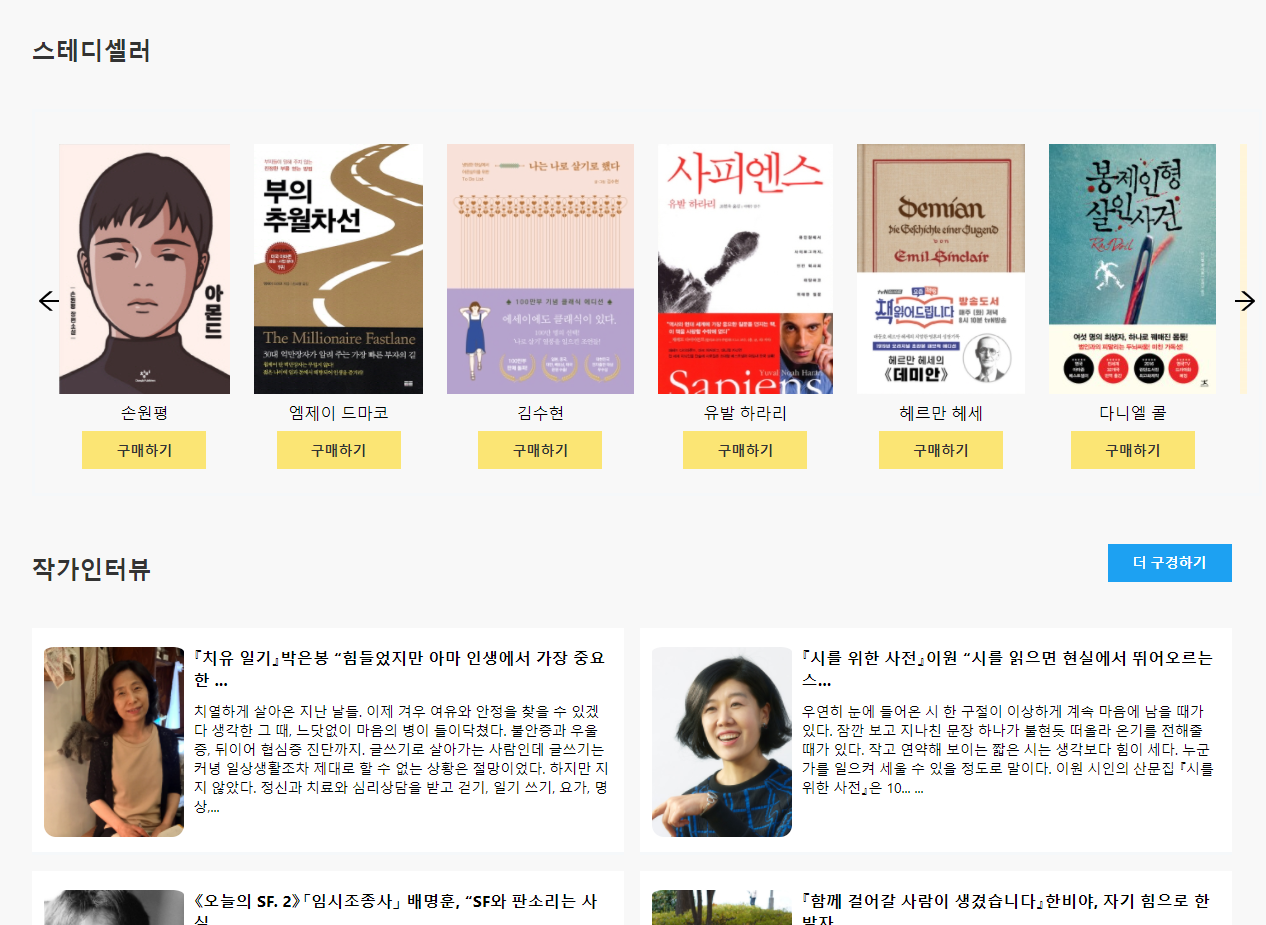 스테디셀러
손원평 장편소설
아몬드
부의
추월차선
The Millionaire Fastlane
30대 억만장자가 알려 주는 가장 빠른 부자의 길
나는 나로 살기로 했다
100만부 기념 클래식 에디션
에세이에도 클래식이 있다.
사피엔스
유발 하라리
Yuval Noah Harari
Sapiens
Demian
Die Geschichte einer Jugend
von
Emil Sinclair
책 읽어드립니다
방송도서
헤르만 헤세의
《데미안》
봉제인형
살인사건
Ragdoll
여섯 명의 희생자, 하나로 꿰매진 몸통!
손원평
엠제이 드마코
김수현
유발 하라리
헤르만 헤세
다니엘 콜
구매하기
구매하기
구매하기
구매하기
구매하기
구매하기
작가인터뷰
더 구경하기
『치유 일기』박은봉 “힘들었지만 아마 인생에서 가장 중요
한 ...
치열하게 살아온 지난 날들. 이제 겨우 여유와 안정을 찾을 수 있겠
다 생각한 그 때, 느닷없이 마음의 병이 들이닥쳤다. 불안증과 우울
증, 뒤이어 협심증 진단까지. 글쓰기로 살아가는 사람인데 글쓰기는
커녕 일상생활조차 제대로 할 수 없는 상황은 절망이었다. 하지만 지
지 않았다. 정신과 치료와 심리상담을 받고 걷기, 일기 쓰기, 요가, 명
상,...
『시를 위한 사전』이원 “시를 읽으면 현실에서 뛰어오르는
스...
우연히 눈에 들어온 시 한 구절이 이상하게 계속 마음에 남을 때가
있다. 잠깐 보고 지나친 문장 하나가 불현듯 떠올라 온기를 전해줄
때가 있다. 작고 연약해 보이는 짧은 시는 생각보다 힘이 세다. 누군
가를 일으켜 세울 수 있을 정도로 말이다. 이원 시인의 산문집 『시를
위한 사전』은 10... ...
《오늘의 SF. 2》「임시조종사」 배명훈, “SF와 판소리는 사
실
『함께 걸어갈 사람이 생겼습니다』한비야, 자기 힘으로 한
발자